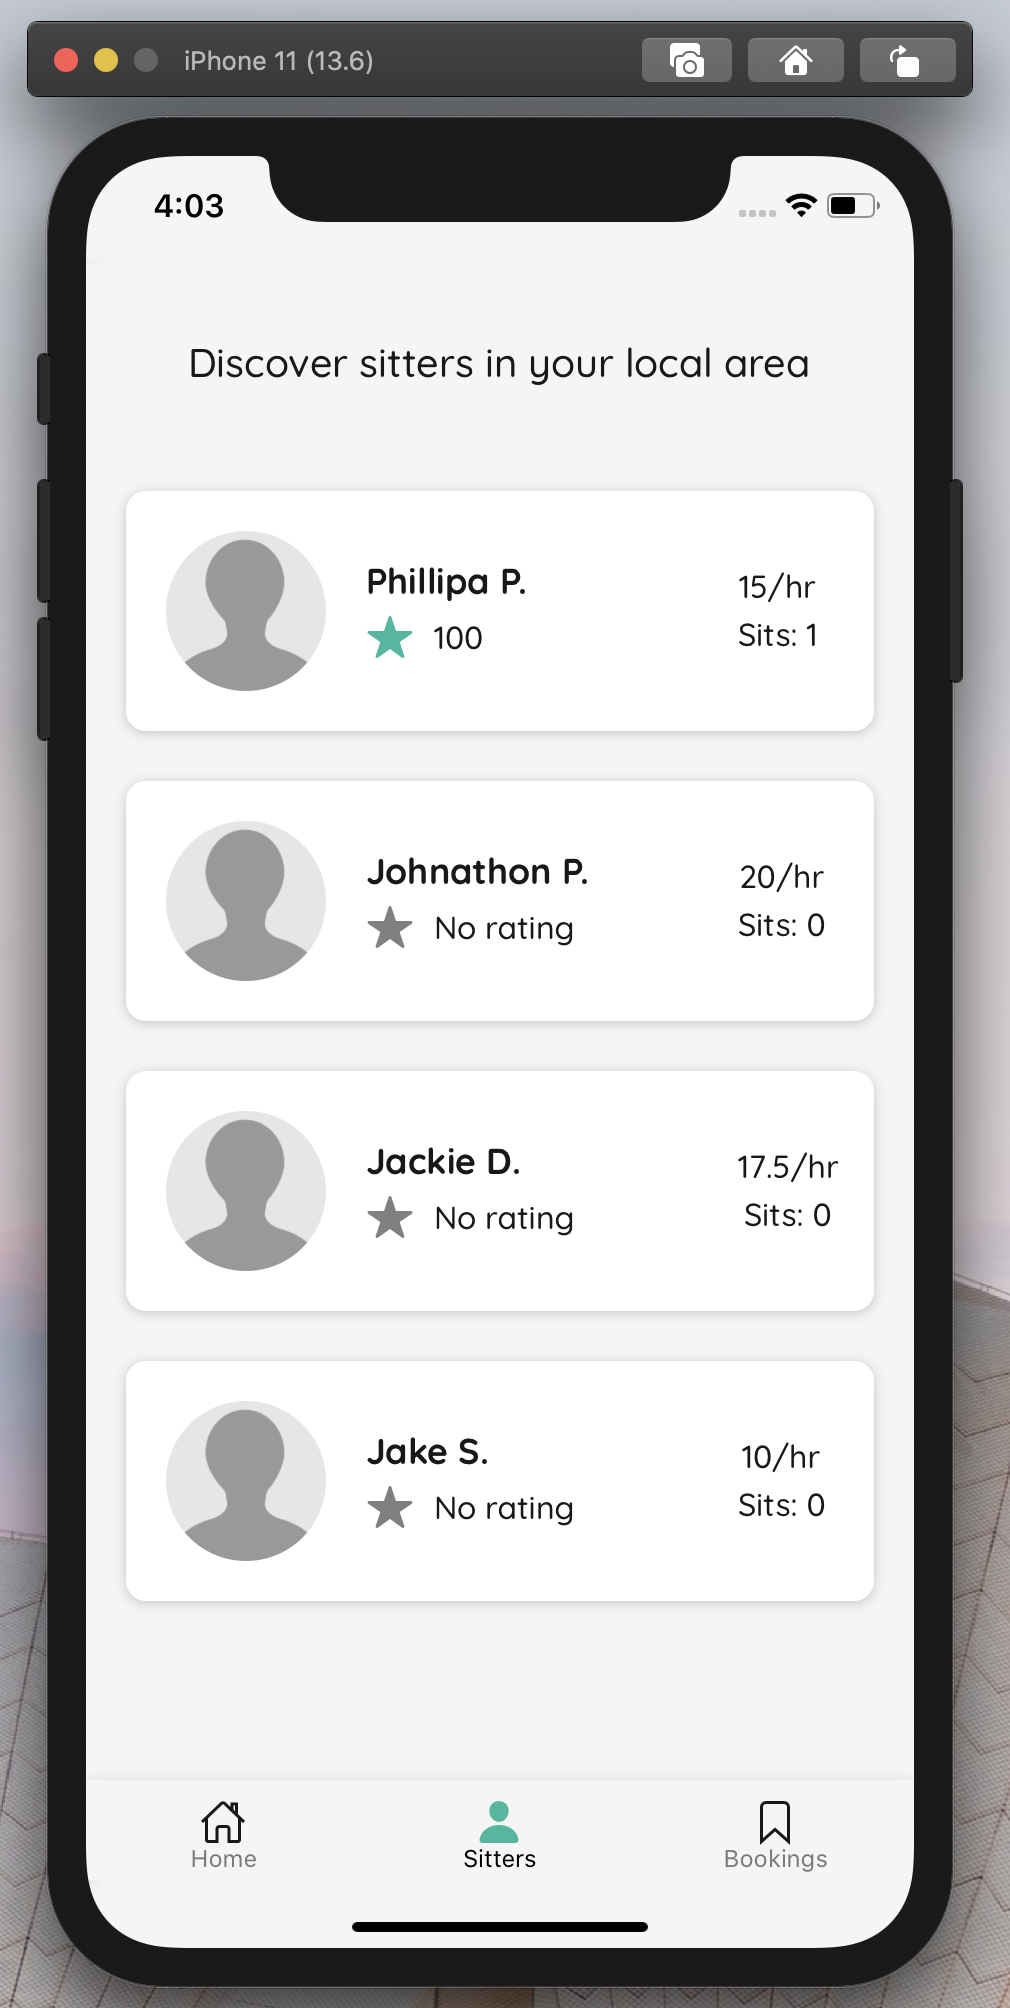 iPhone 11 (13.6)
4:03
Discover sitters in your local area
Phillipa P.
100
15/hr
Sits: 1
Johnathon P.
No rating
20/hr
Sits: 0
Jackie D.
No rating
17.5/hr
Sits: 0
Jake S.
No rating
10/hr
Sits: 0
Home
Sitters
Bookings